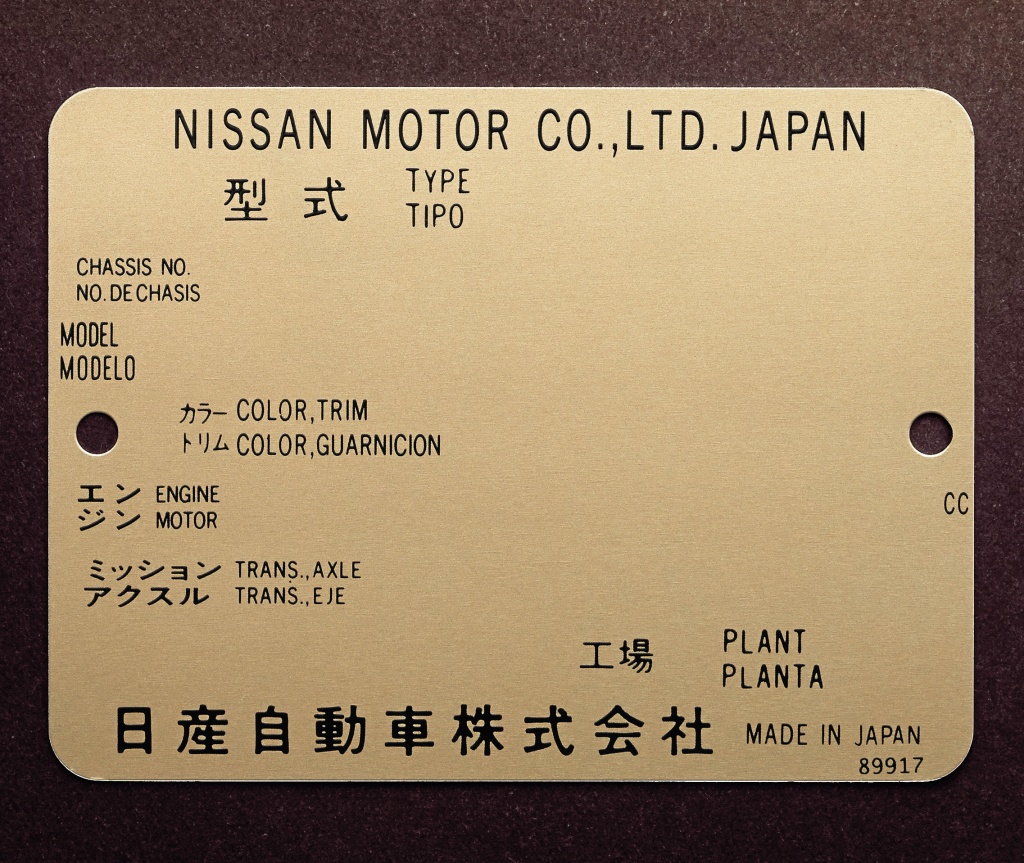 NISSAN MOTOR CO.,LTD. JAPAN
型式 TYPE
TIPO
CHASSIS NO.
NO. DE CHASIS
MODEL
MODELO
カラー COLOR,TRIM
トリム COLOR,GUARNICION
エン ENGINE
ジン MOTOR
CC
ミッション TRANS.,AXLE
アクスル TRANS.,EJE
工場 PLANT
PLANTA
日産自動車株式会社 MADE IN JAPAN
89917